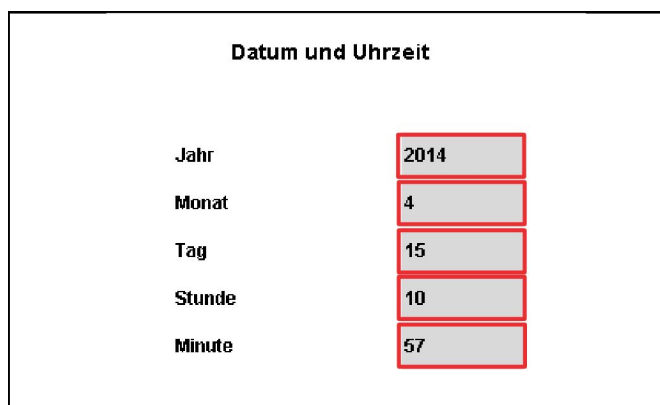 Datum und Uhrzeit
Jahr 2014
Monat 4
Tag 15
Stunde 10
Minute 57